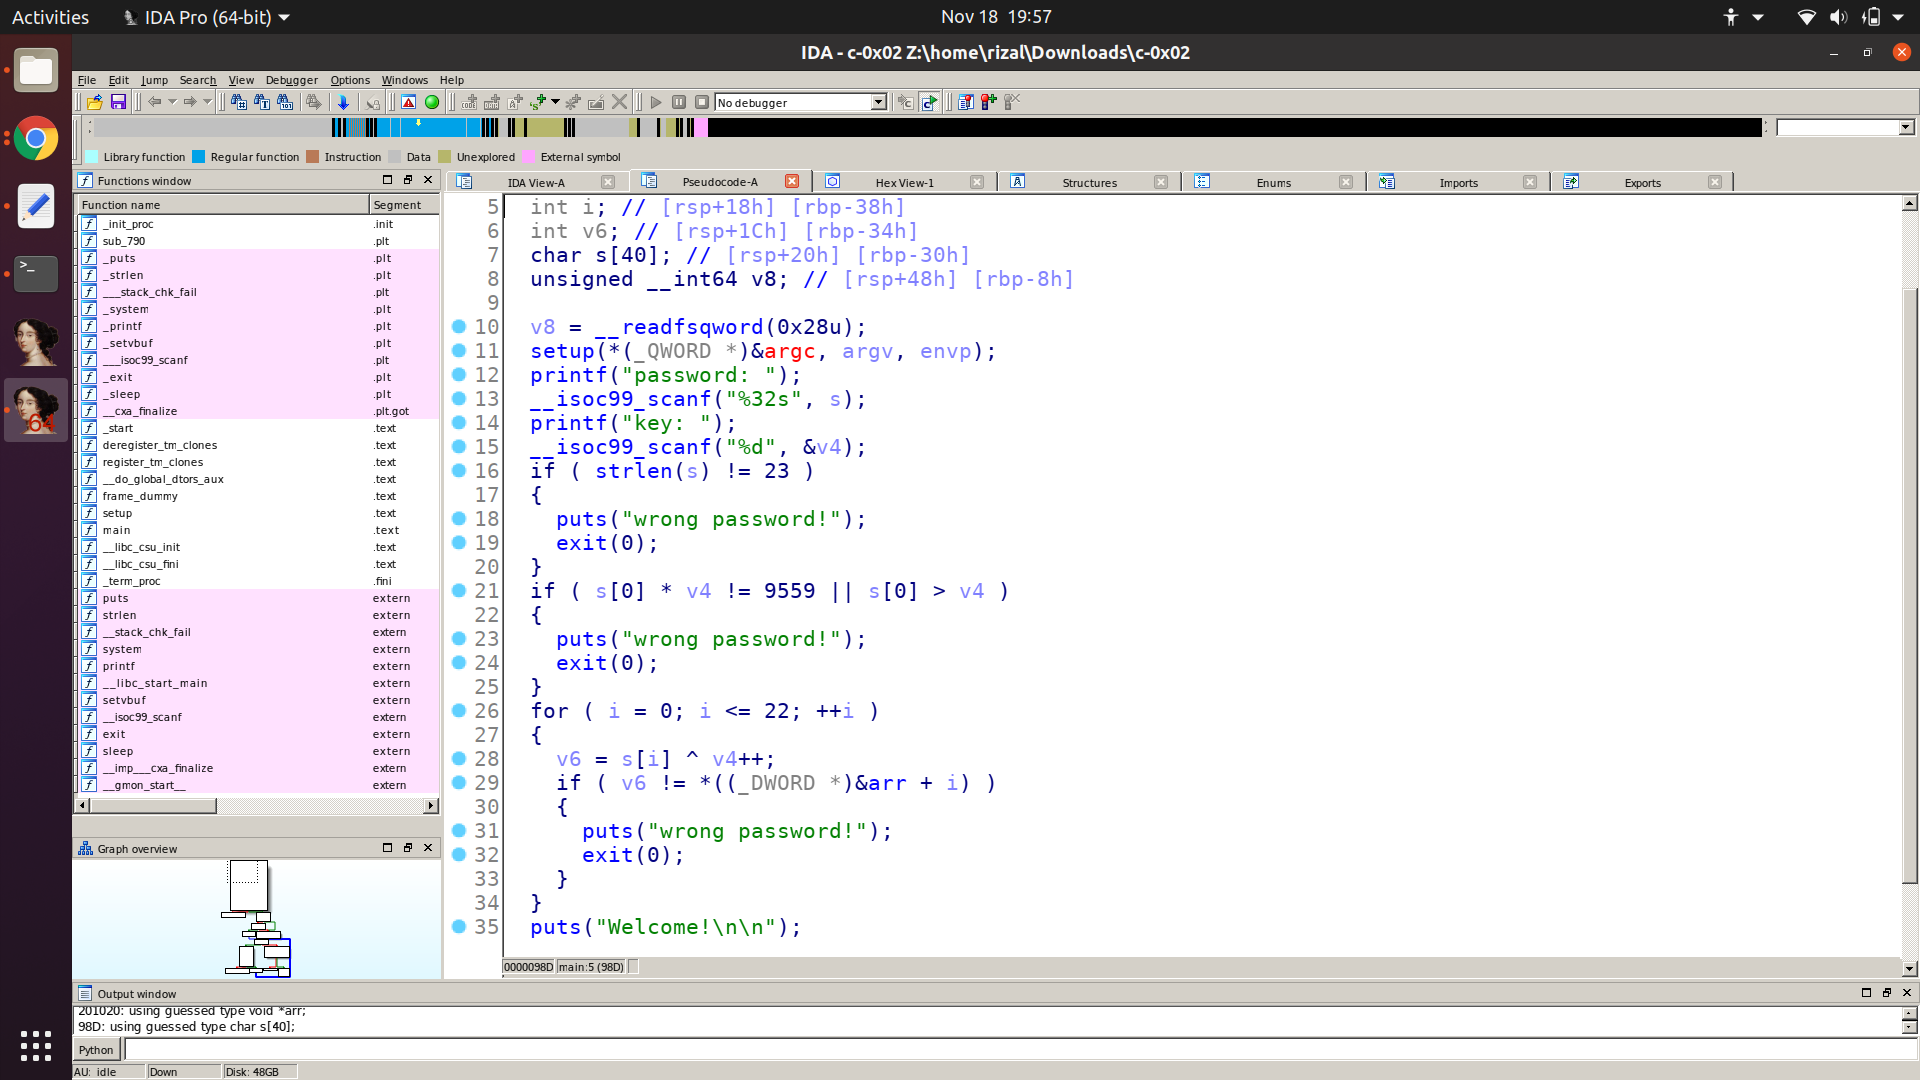 Activities
IDA Pro (64-bit)
Nov 18 19:57
IDA - c-0x02 Z:\home\rizal\Downloads\c-0x02
File Edit Jump Search View Debugger Options Windows Help
No debugger
Library function Regular function Instruction Data Unexplored External symbol
Functions window
Function name Segment
_init_proc .init
sub_790 .plt
_puts .plt
_strlen .plt
___stack_chk_fail .plt
_system .plt
_printf .plt
_setvbuf .plt
___isoc99_scanf .plt
_exit .plt
_sleep .plt
__cxa_finalize .plt.got
_start .text
deregister_tm_clones .text
register_tm_clones .text
__do_global_dtors_aux .text
frame_dummy .text
setup .text
main .text
__libc_csu_init .text
__libc_csu_fini .text
_term_proc .fini
puts extern
strlen extern
__stack_chk_fail extern
system extern
printf extern
__libc_start_main extern
setvbuf extern
__isoc99_scanf extern
exit extern
sleep extern
__imp___cxa_finalize extern
__gmon_start__ extern
Graph overview
IDA View-A Pseudocode-A Hex View-1 Structures Enums Imports Exports
5 int i; // [rsp+18h] [rbp-38h]
6 int v6; // [rsp+1Ch] [rbp-34h]
7 char s[40]; // [rsp+20h] [rbp-30h]
8 unsigned __int64 v8; // [rsp+48h] [rbp-8h]
9
10 v8 = __readfsqword(0x28u);
11 setup(*(_QWORD *)&argc, argv, envp);
12 printf("password: ");
13 __isoc99_scanf("%32s", s);
14 printf("key: ");
15 __isoc99_scanf("%d", &v4);
16 if ( strlen(s) != 23 )
17 {
18 puts("wrong password!");
19 exit(0);
20 }
21 if ( s[0] * v4 != 9559 || s[0] > v4 )
22 {
23 puts("wrong password!");
24 exit(0);
25 }
26 for ( i = 0; i <= 22; ++i )
27 {
28 v6 = s[i] ^ v4++;
29 if ( v6 != *((_DWORD *)&arr + i) )
30 {
31 puts("wrong password!");
32 exit(0);
33 }
34 }
35 puts("Welcome!\n\n");
0000098D main:5 (98D)
Output window
201020: using guessed type void *arr;
98D: using guessed type char s[40];
Python
AU: idle Down Disk: 48GB
64